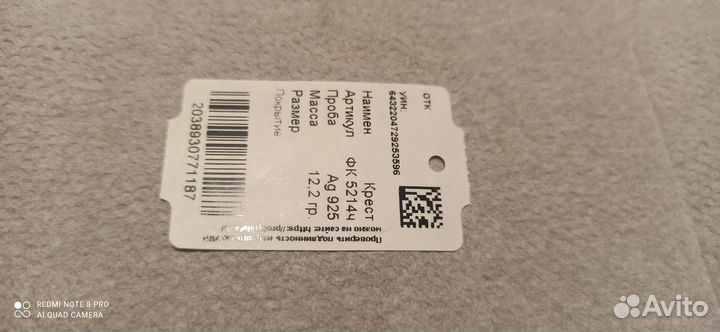 ОТК
УИН
6432204729253596
Наимен Крест
Артикул ФК 5214ч
Проба Ag 925
Масса 12,2 гр.
Размер
Покрытие
2038930771187
Проверить подлинность
можно на сайте: https://
REDMI NOTE 8 PRO
AI QUAD CAMERA
Avito